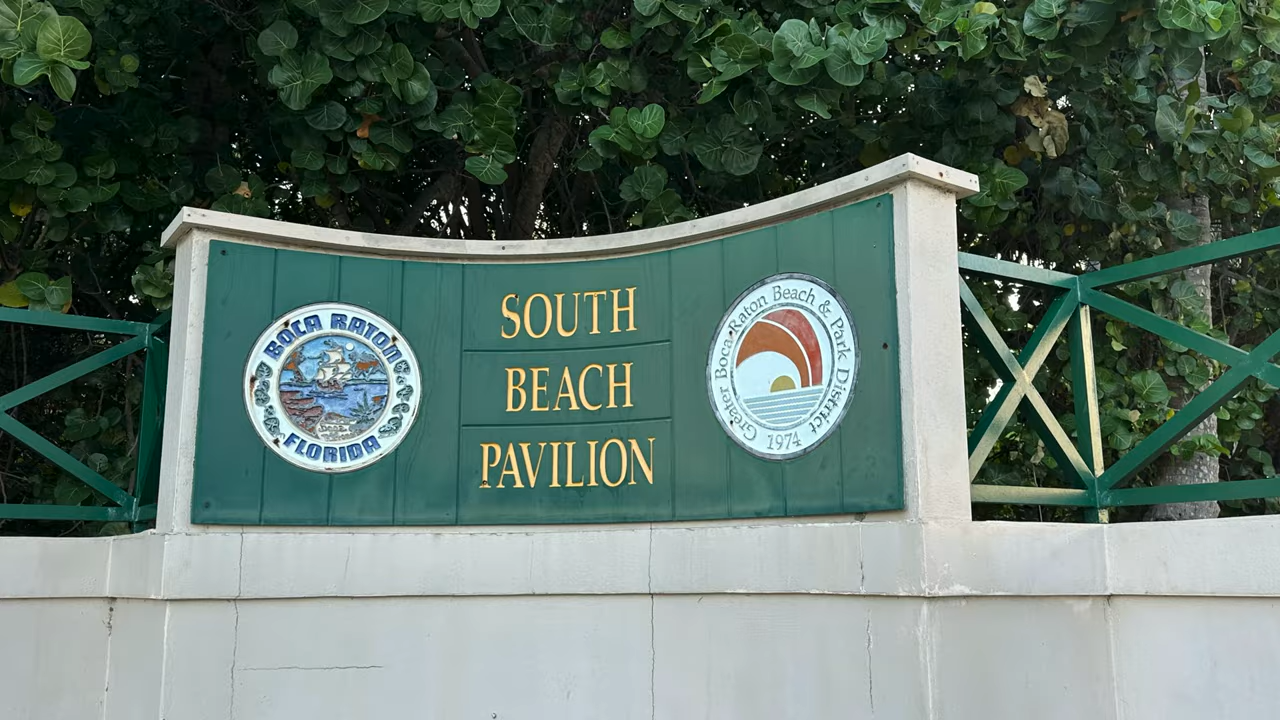 BOCA RATON
FLORIDA
SOUTH
BEACH
PAVILION
Greater Boca Raton Beach & Park District
1974